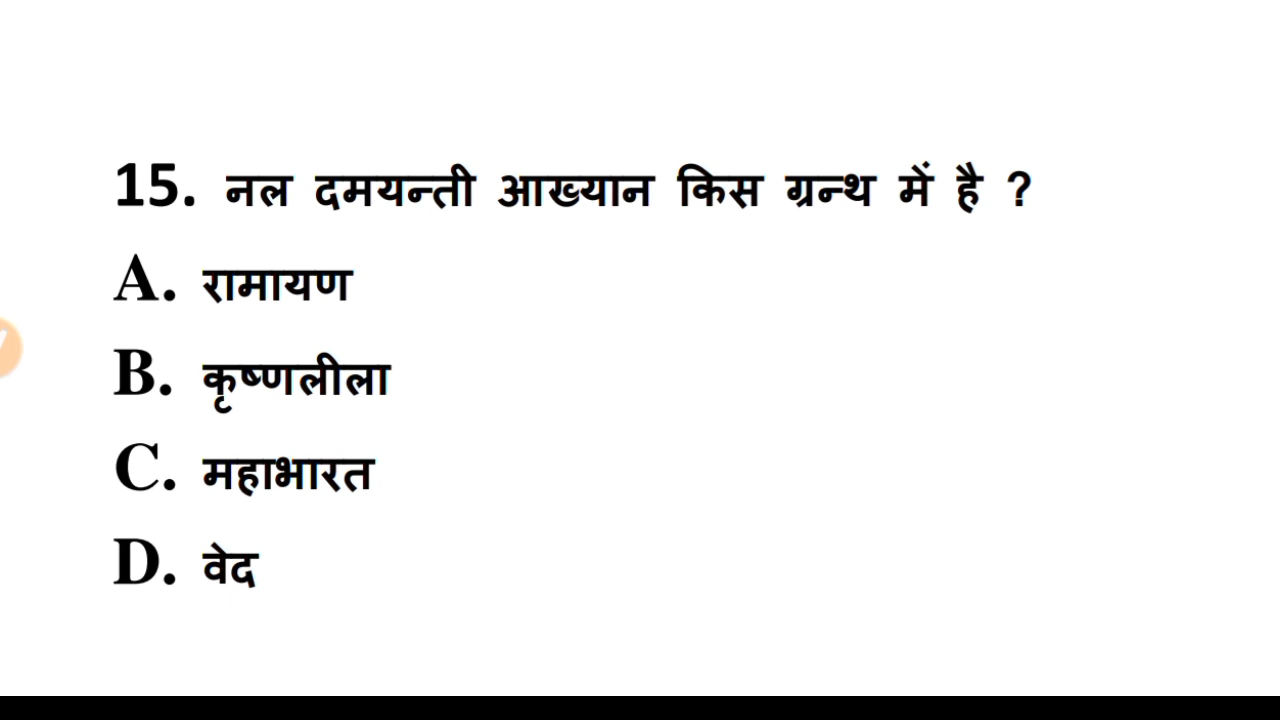 15. नल दमयन्ती आख्यान किस ग्रन्थ में है ?
A. रामायण
B. कृष्णलीला
C. महाभारत
D. वेद